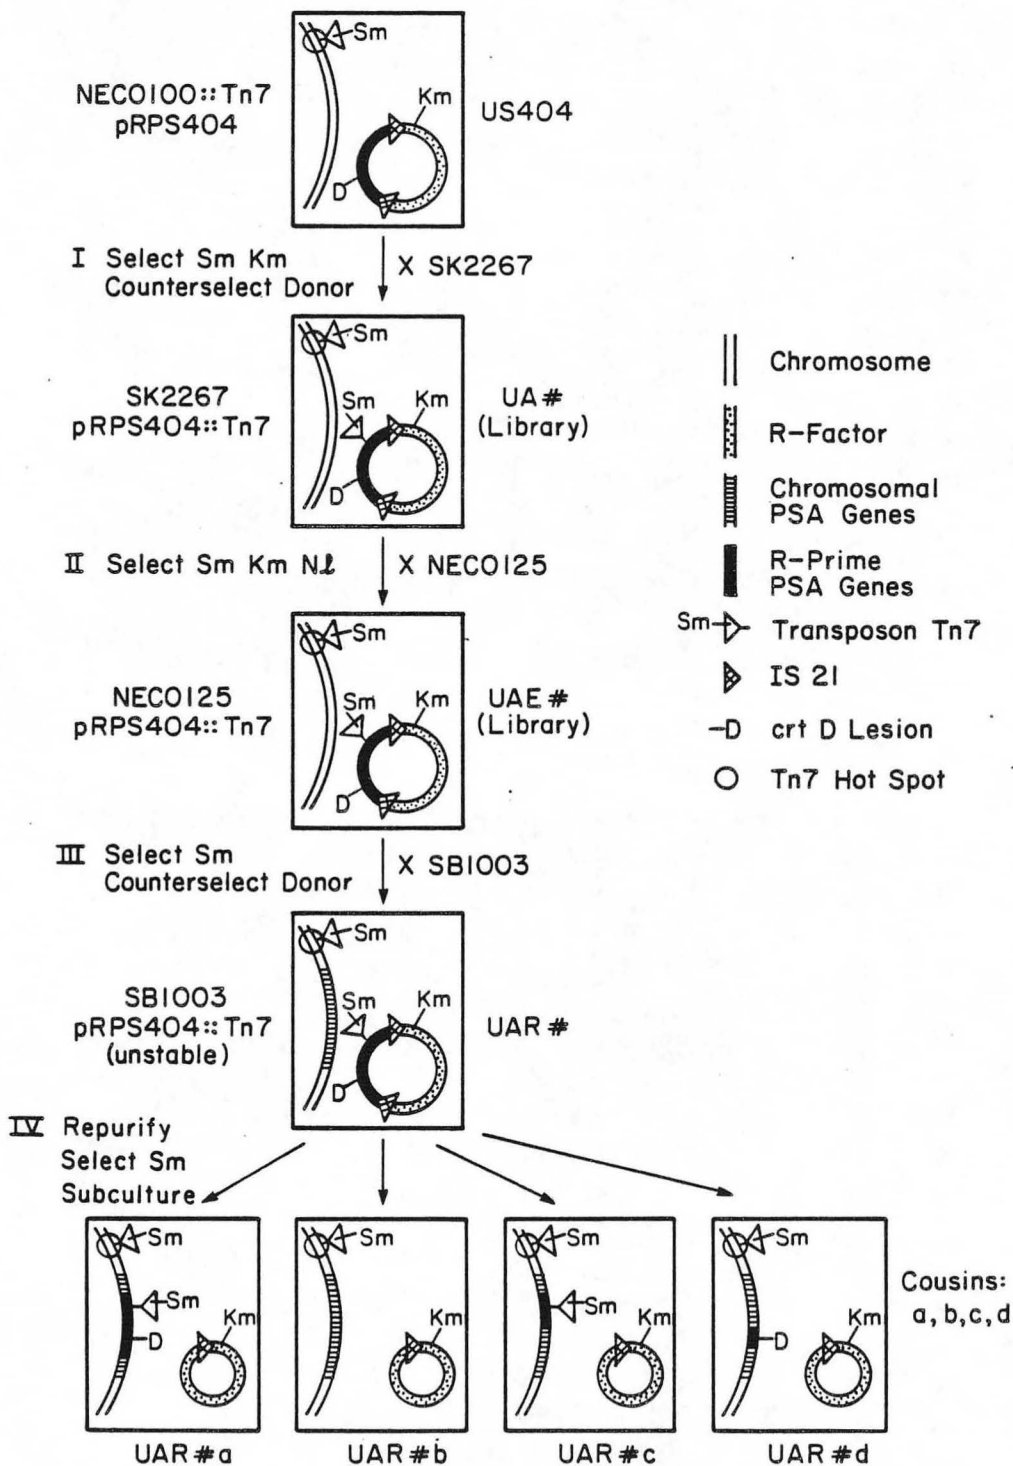 Sm
NECO100::Tn7
pRPS404
Km
US404
D
I Select Sm Km
Counterselect Donor
X SK2267
Sm
SK2267
pRPS404::Tn7
Sm
Km
UA#
(Library)
D
II Select Sm Km Nℓ
X NECO125
Sm
NECO125
pRPS404::Tn7
Sm
Km
UAE#
(Library)
D
III Select Sm
Counterselect Donor
X SB1003
Sm
SB1003
pRPS404::Tn7
(unstable)
Sm
Km
UAR#
D
IV Repurify
Select Sm
Subculture
Chromosome
R-Factor
Chromosomal
PSA Genes
R-Prime
PSA Genes
Sm
Transposon Tn7
IS 21
-D crt D Lesion
Tn7 Hot Spot
Sm
Sm
D
Km
UAR#a
Sm
Km
UAR#b
Sm
Sm
Km
UAR#c
Sm
D
Km
UAR#d
Cousins:
a, b, c, d